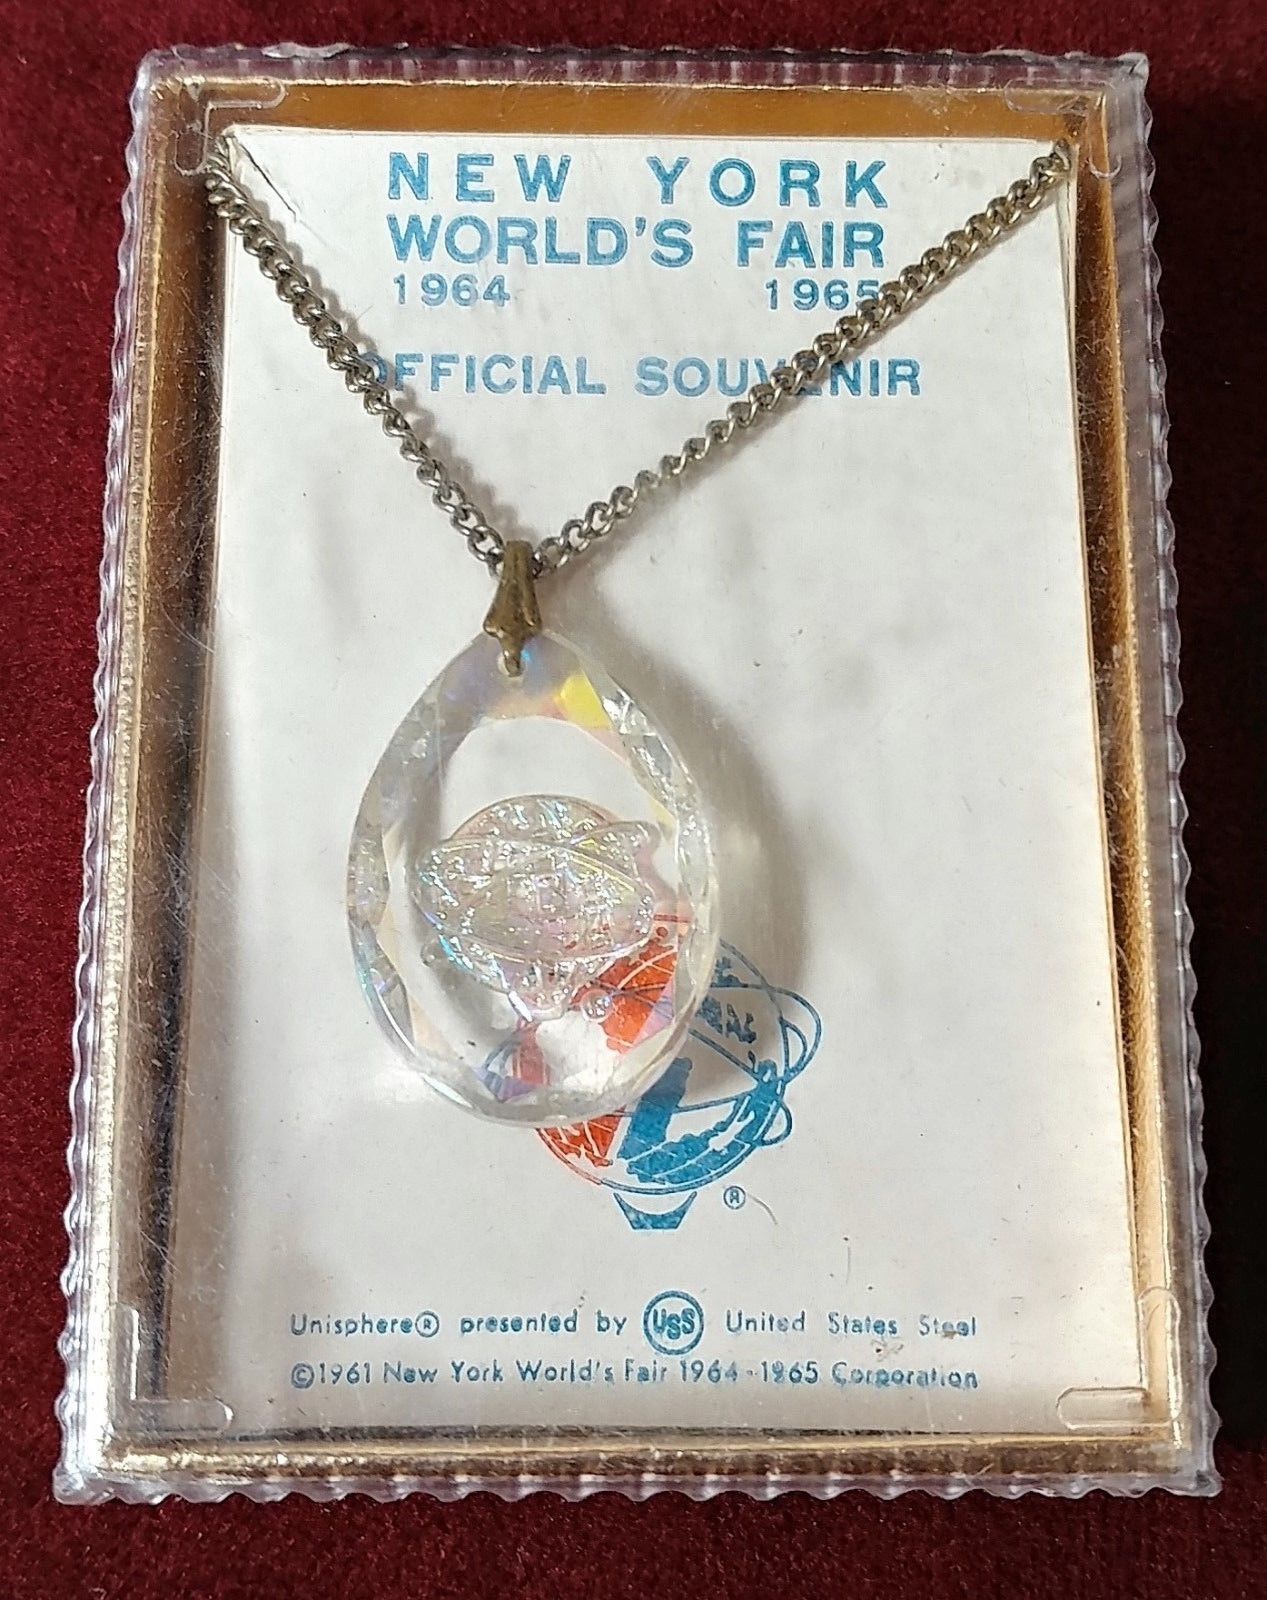 NEW YORK
WORLD'S FAIR
1964 1965
OFFICIAL SOUVENIR
®
Unisphere® presented by USS United States Steel
©1961 New York World's Fair 1964-1965 Corporation